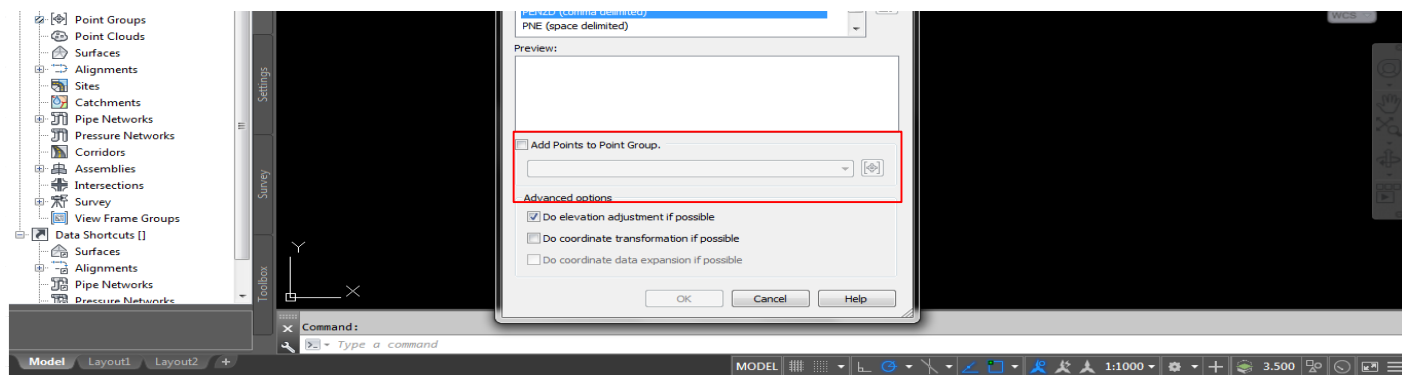 Point Groups
Point Clouds
Surfaces
Alignments
Sites
Catchments
Pipe Networks
Pressure Networks
Corridors
Assemblies
Intersections
Survey
View Frame Groups
Data Shortcuts []
Surfaces
Alignments
Pipe Networks
Pressure Networks
Settings
Survey
Toolbox
PENZD (comma delimited)
PNE (space delimited)
Preview:
Add Points to Point Group.
Advanced options
Do elevation adjustment if possible
Do coordinate transformation if possible
Do coordinate data expansion if possible
OK Cancel Help
WCS
Y
X
Command:
Type a command
Model Layout1 Layout2 +
MODEL 1:1000 3.500